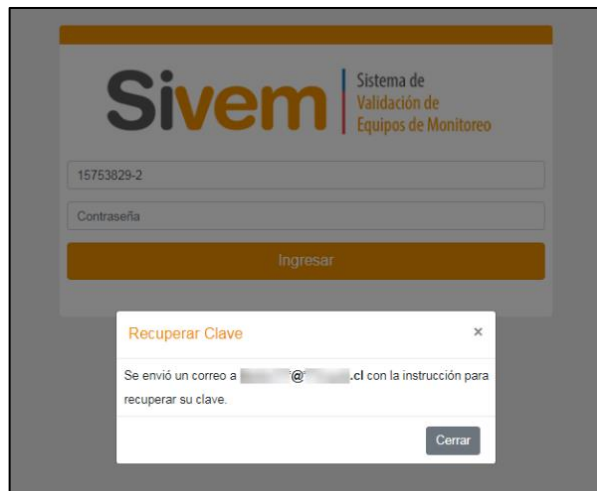 Sivem
Sistema de
Validación de
Equipos de Monitoreo
15753829-2
Contraseña
Ingresar
Recuperar Clave ×
Se envió un correo a @ .cl con la instrucción para
recuperar su clave.
Cerrar